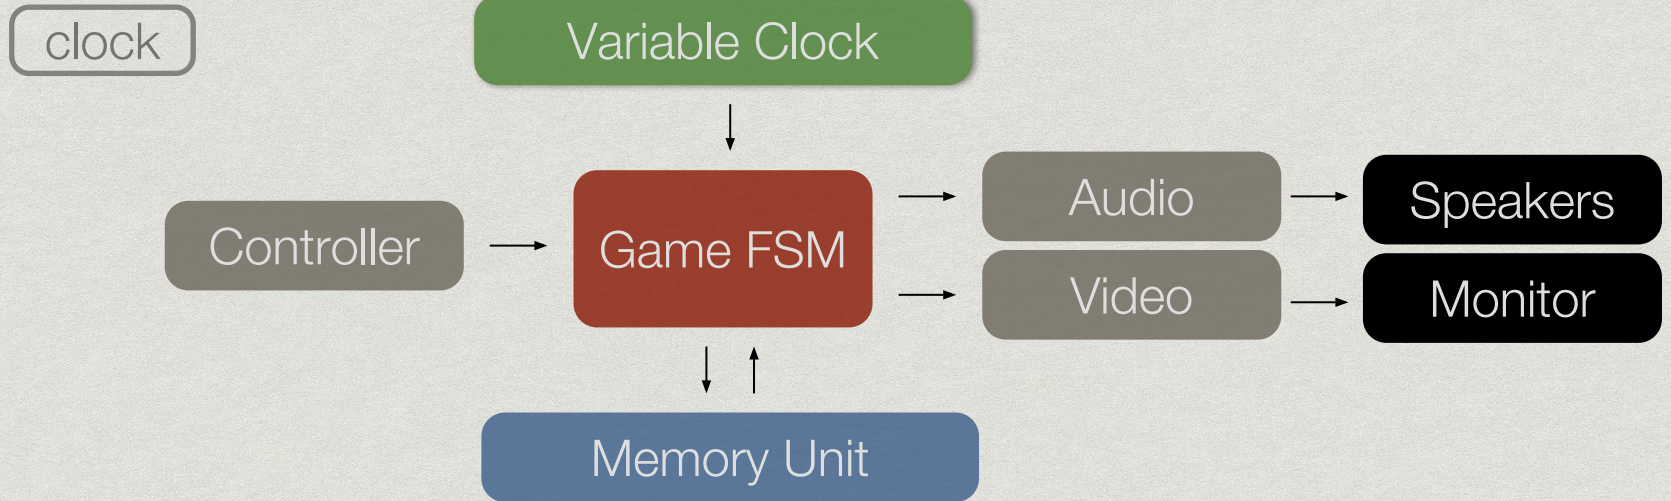 clock
Variable Clock
Controller
Game FSM
Audio
Speakers
Video
Monitor
Memory Unit